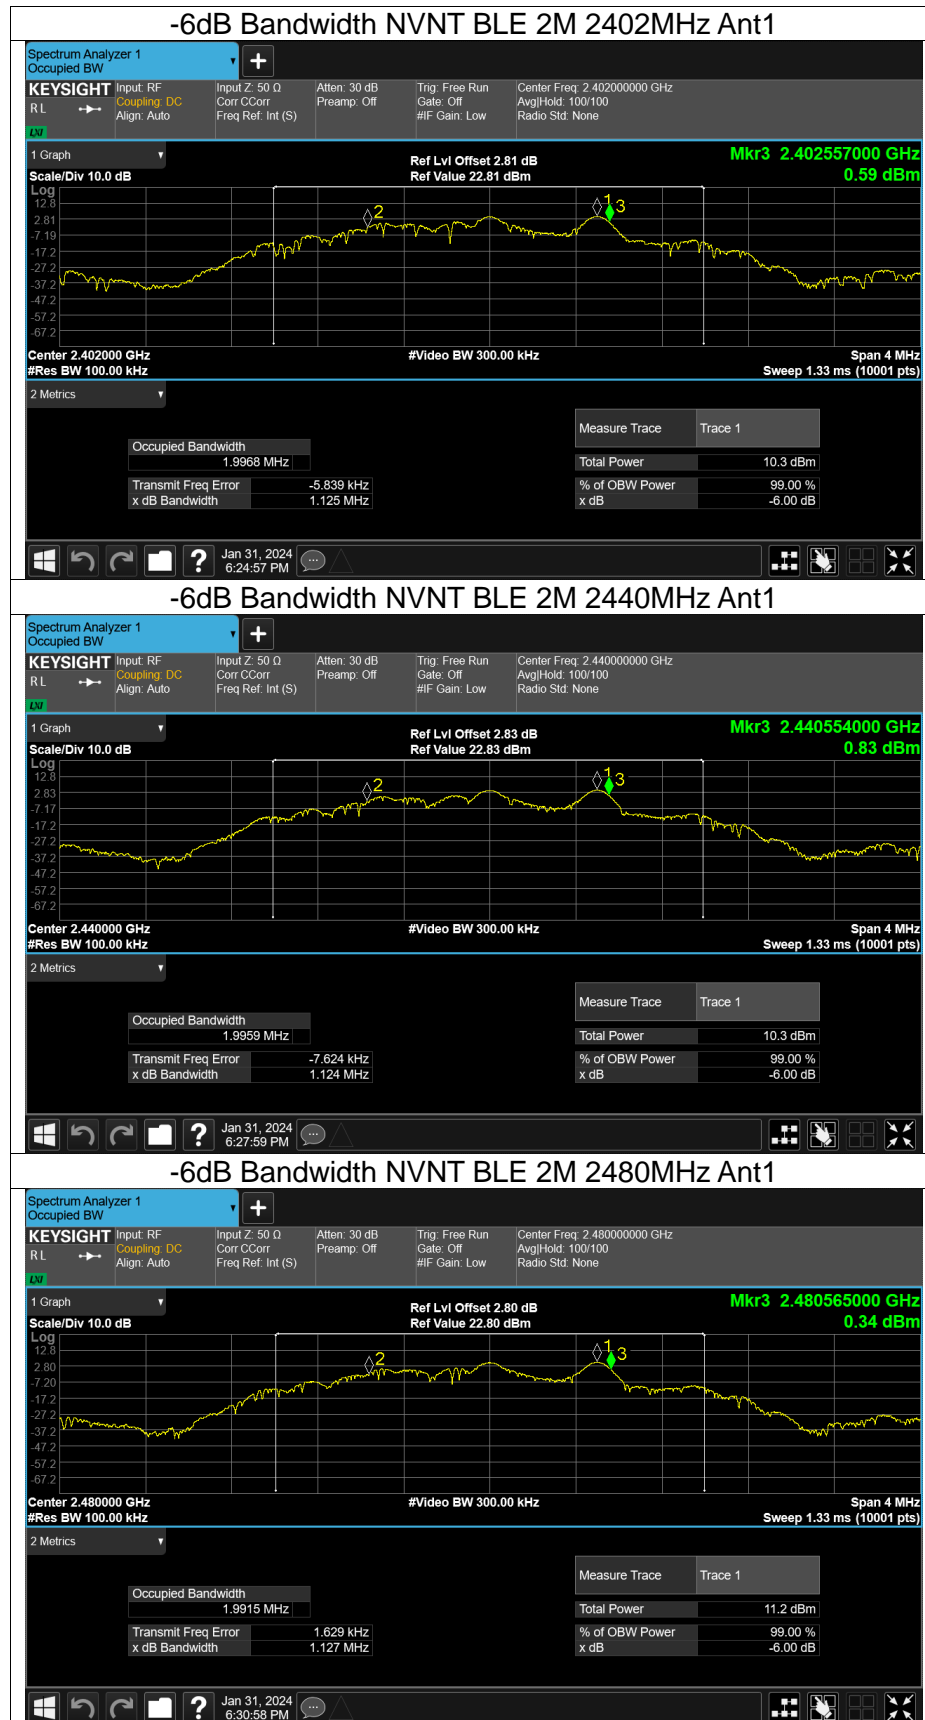 -6dB Bandwidth NVNT BLE 2M 2402MHz Ant1
Spectrum Analyzer 1
Occupied BW
KEYSIGHT Input: RF Input Z: 50 Ω Atten: 30 dB Trig: Free Run Center Freq: 2.402000000 GHz
RL Coupling: DC Corr CCorr Preamp: Off Gate: Off Avg|Hold: 100/100
Align: Auto Freq Ref: Int (S) #IF Gain: Low Radio Std: None
LXI
1 Graph Ref Lvl Offset 2.81 dB Mkr3 2.402557000 GHz
Scale/Div 10.0 dB Ref Value 22.81 dBm 0.59 dBm
Log
12.8
2.81
-7.19
-17.2
-27.2
-37.2
-47.2
-57.2
-67.2
2
1
3
Center 2.402000 GHz #Video BW 300.00 kHz Span 4 MHz
#Res BW 100.00 kHz Sweep 1.33 ms (10001 pts)
2 Metrics
Measure Trace Trace 1
Occupied Bandwidth
1.9968 MHz Total Power 10.3 dBm
Transmit Freq Error -5.839 kHz % of OBW Power 99.00 %
x dB Bandwidth 1.125 MHz x dB -6.00 dB
? Jan 31, 2024
6:24:57 PM
-6dB Bandwidth NVNT BLE 2M 2440MHz Ant1
Spectrum Analyzer 1
Occupied BW
KEYSIGHT Input: RF Input Z: 50 Ω Atten: 30 dB Trig: Free Run Center Freq: 2.440000000 GHz
RL Coupling: DC Corr CCorr Preamp: Off Gate: Off Avg|Hold: 100/100
Align: Auto Freq Ref: Int (S) #IF Gain: Low Radio Std: None
LXI
1 Graph Ref Lvl Offset 2.83 dB Mkr3 2.440554000 GHz
Scale/Div 10.0 dB Ref Value 22.83 dBm 0.83 dBm
Log
12.8
2.83
-7.17
-17.2
-27.2
-37.2
-47.2
-57.2
-67.2
2
1
3
Center 2.440000 GHz #Video BW 300.00 kHz Span 4 MHz
#Res BW 100.00 kHz Sweep 1.33 ms (10001 pts)
2 Metrics
Measure Trace Trace 1
Occupied Bandwidth
1.9959 MHz Total Power 10.3 dBm
Transmit Freq Error -7.624 kHz % of OBW Power 99.00 %
x dB Bandwidth 1.124 MHz x dB -6.00 dB
? Jan 31, 2024
6:27:59 PM
-6dB Bandwidth NVNT BLE 2M 2480MHz Ant1
Spectrum Analyzer 1
Occupied BW
KEYSIGHT Input: RF Input Z: 50 Ω Atten: 30 dB Trig: Free Run Center Freq: 2.480000000 GHz
RL Coupling: DC Corr CCorr Preamp: Off Gate: Off Avg|Hold: 100/100
Align: Auto Freq Ref: Int (S) #IF Gain: Low Radio Std: None
LXI
1 Graph Ref Lvl Offset 2.80 dB Mkr3 2.480565000 GHz
Scale/Div 10.0 dB Ref Value 22.80 dBm 0.34 dBm
Log
12.8
2.80
-7.20
-17.2
-27.2
-37.2
-47.2
-57.2
-67.2
2
1
3
Center 2.480000 GHz #Video BW 300.00 kHz Span 4 MHz
#Res BW 100.00 kHz Sweep 1.33 ms (10001 pts)
2 Metrics
Measure Trace Trace 1
Occupied Bandwidth
1.9915 MHz Total Power 11.2 dBm
Transmit Freq Error 1.629 kHz % of OBW Power 99.00 %
x dB Bandwidth 1.127 MHz x dB -6.00 dB
? Jan 31, 2024
6:30:58 PM